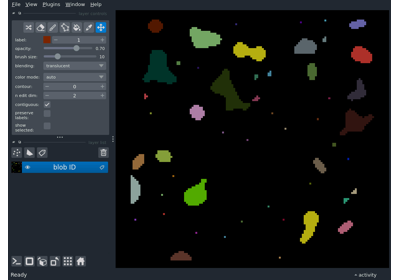 File View Plugins Window Help
label: 1
opacity: 0.70
brush size: 10
blending: translucent
color mode: auto
contour: 0
n edit dim: 2
contiguous:
preserve labels:
show selected:
blob ID
Ready
activity